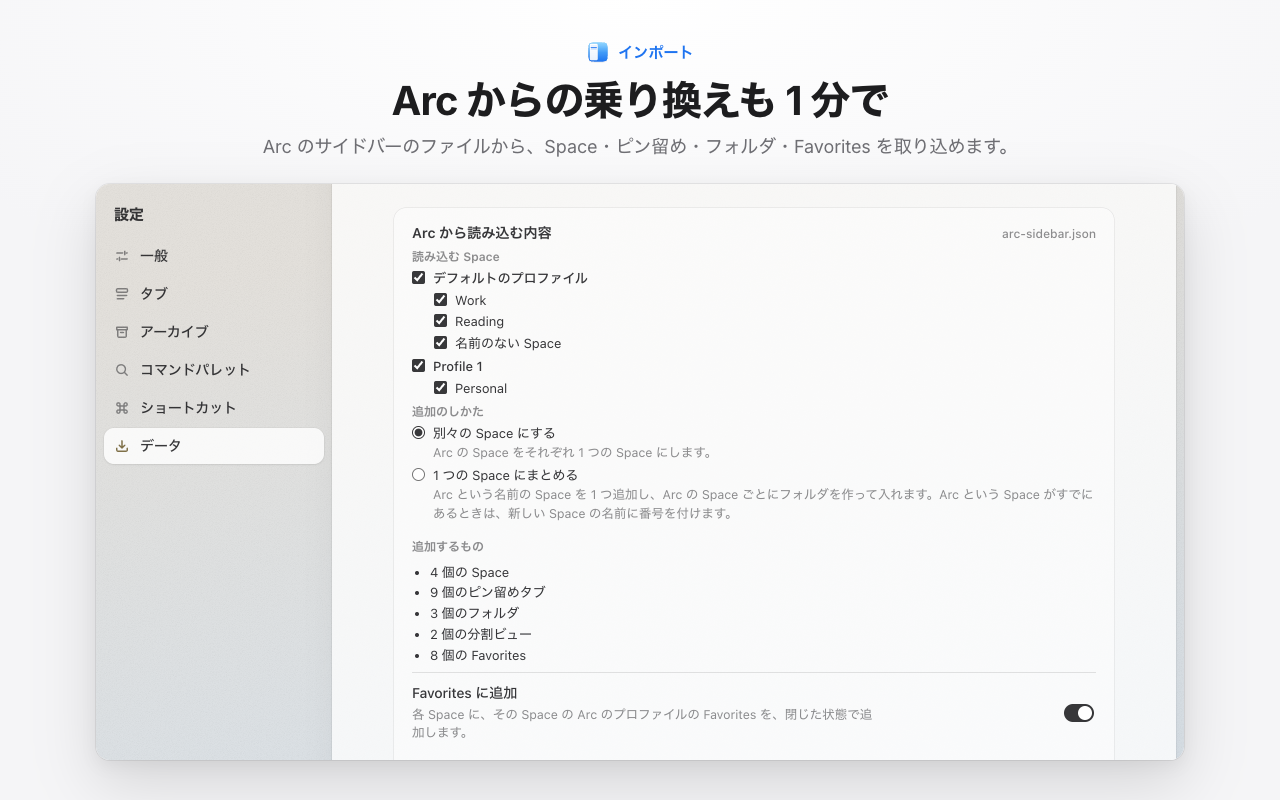 インポート
Arc からの乗り換えも 1 分で
Arc のサイドバーのファイルから、Space・ピン留め・フォルダ・Favorites を取り込めます。
設定
一般
タブ
アーカイブ
コマンドパレット
ショートカット
データ
Arc から読み込む内容
arc-sidebar.json
読み込む Space
デフォルトのプロファイル
Work
Reading
名前のない Space
Profile 1
Personal
追加のしかた
別々の Space にする
Arc の Space をそれぞれ 1 つの Space にします。
1 つの Space にまとめる
Arc という名前の Space を 1 つ追加し、Arc の Space ごとにフォルダを作って入れます。Arc という Space がすでに
あるときは、新しい Space の名前に番号を付けます。
追加するもの
• 4 個の Space
• 9 個のピン留めタブ
• 3 個のフォルダ
• 2 個の分割ビュー
• 8 個の Favorites
Favorites に追加
各 Space に、その Space の Arc のプロファイルの Favorites を、閉じた状態で追
加します。